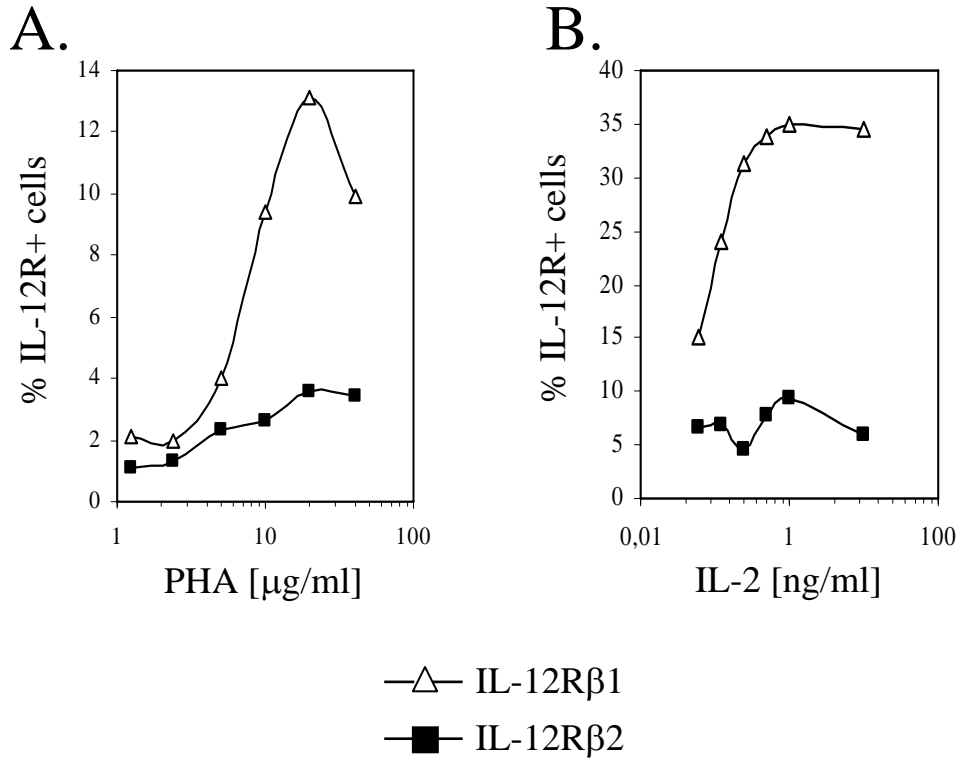 A.
B.
14
12
10
8
6
4
2
0
% IL-12R+ cells
1 10 100
PHA [μg/ml]
40
35
30
25
20
15
10
5
0
% IL-12R+ cells
0,01 1 100
IL-2 [ng/ml]
IL-12Rβ1
IL-12Rβ2